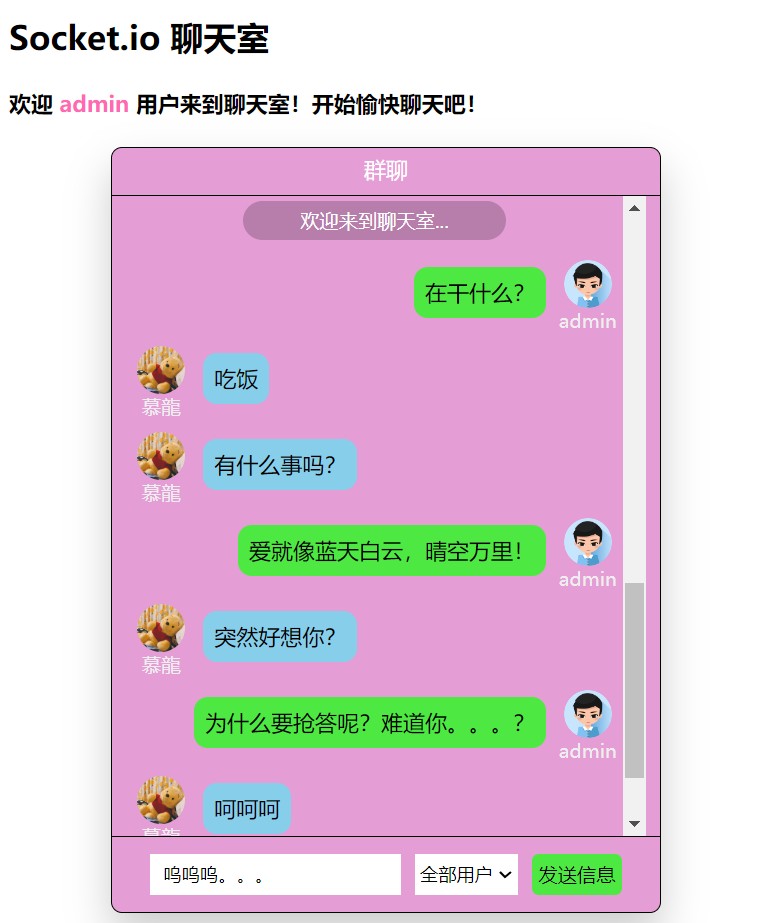 Socket.io 聊天室
欢迎 admin 用户来到聊天室！开始愉快聊天吧！
群聊
欢迎来到聊天室...
在干什么？
admin
吃饭
慕龍
有什么事吗？
慕龍
爱就像蓝天白云，晴空万里！
admin
突然好想你？
慕龍
为什么要抢答呢？难道你。。。？
admin
呵呵呵
慕龍
呜呜呜。。。
全部用户
发送信息